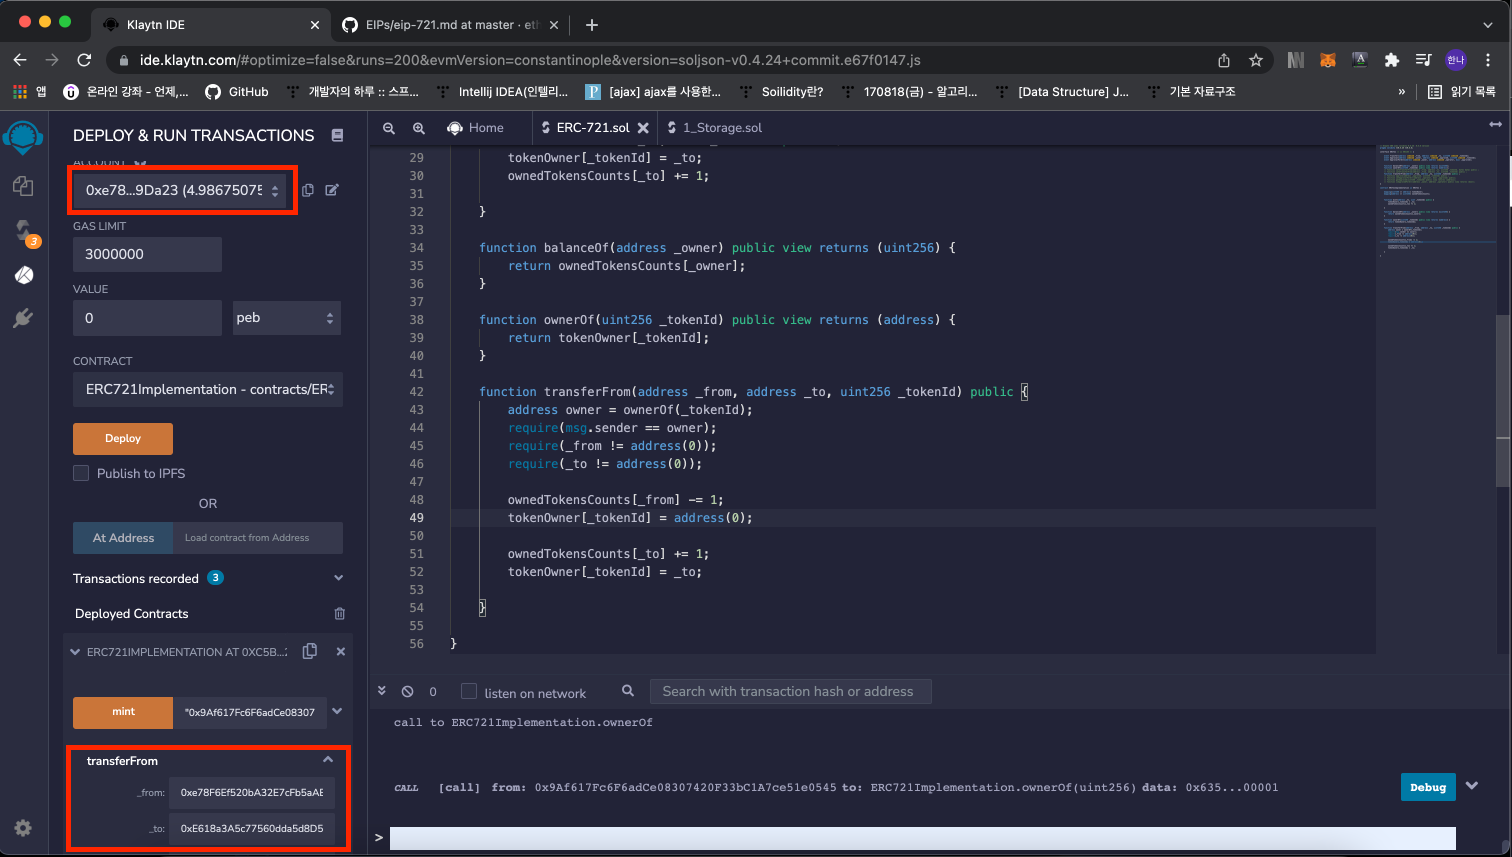 Klaytn IDE
EIPs/eip-721.md at master · eth
ide.klaytn.com/#optimize=false&runs=200&evmVersion=constantinople&version=soljson-v0.4.24+commit.e67f0147.js
한나
앱
온라인 강좌 - 언제,...
GitHub
개발자의 하루 :: 스프...
Intellij IDEA(인텔리...
[ajax] ajax를 사용한...
Soilidity란?
170818(금) - 알고리...
[Data Structure] J...
기본 자료구조
»
읽기 목록
DEPLOY & RUN TRANSACTIONS
ACCOUNT
0xe78...9Da23 (4.98675075
GAS LIMIT
3000000
VALUE
0
peb
CONTRACT
ERC721Implementation - contracts/ER
Deploy
Publish to IPFS
OR
At Address
Load contract from Address
Transactions recorded 3
Deployed Contracts
ERC721IMPLEMENTATION AT 0XC5B...
mint
"0x9Af617Fc6F6adCe08307
transferFrom
_from:
0xe78F6Ef520bA32E7cFb5aAE
_to:
0xE618a3A5c77560dda5d8D5
3
Home
ERC-721.sol
1_Storage.sol
29 tokenOwner[_tokenId] = _to;
30 ownedTokensCounts[_to] += 1;
31
32 }
33
34 function balanceOf(address _owner) public view returns (uint256) {
35 return ownedTokensCounts[_owner];
36 }
37
38 function ownerOf(uint256 _tokenId) public view returns (address) {
39 return tokenOwner[_tokenId];
40 }
41
42 function transferFrom(address _from, address _to, uint256 _tokenId) public {
43 address owner = ownerOf(_tokenId);
44 require(msg.sender == owner);
45 require(_from != address(0));
46 require(_to != address(0));
47
48 ownedTokensCounts[_from] -= 1;
49 tokenOwner[_tokenId] = address(0);
50
51 ownedTokensCounts[_to] += 1;
52 tokenOwner[_tokenId] = _to;
53
54 }
55
56 }
0
listen on network
Search with transaction hash or address
call to ERC721Implementation.ownerOf
CALL [call] from: 0x9Af617Fc6F6adCe08307420F33bC1A7ce51e0545 to: ERC721Implementation.ownerOf(uint256) data: 0x635...00001
Debug
>